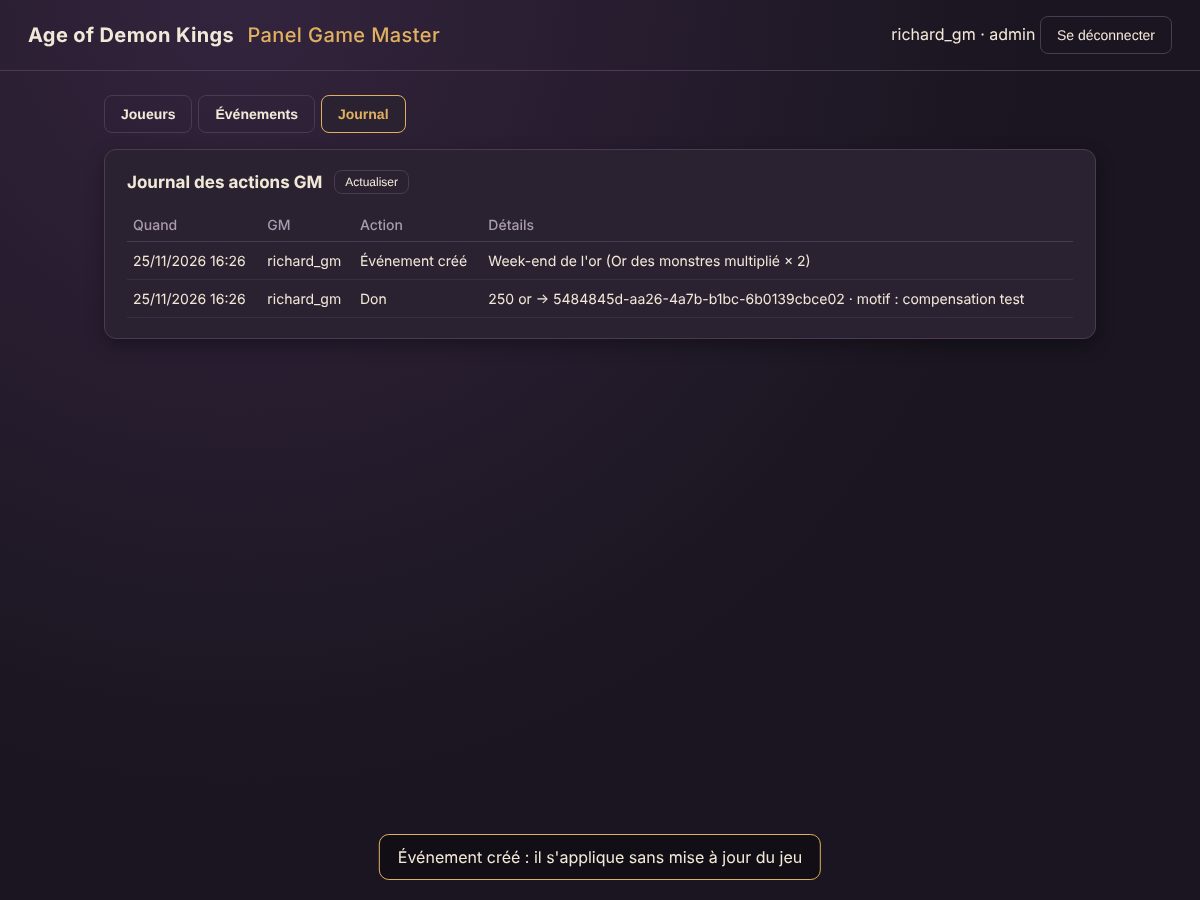 Age of Demon Kings Panel Game Master
richard_gm · admin Se déconnecter
Joueurs Événements Journal
Journal des actions GM Actualiser
Quand GM Action Détails
25/11/2026 16:26 richard_gm Événement créé Week-end de l'or (Or des monstres multiplié × 2)
25/11/2026 16:26 richard_gm Don 250 or → 5484845d-aa26-4a7b-b1bc-6b0139cbce02 · motif : compensation test
Événement créé : il s'applique sans mise à jour du jeu